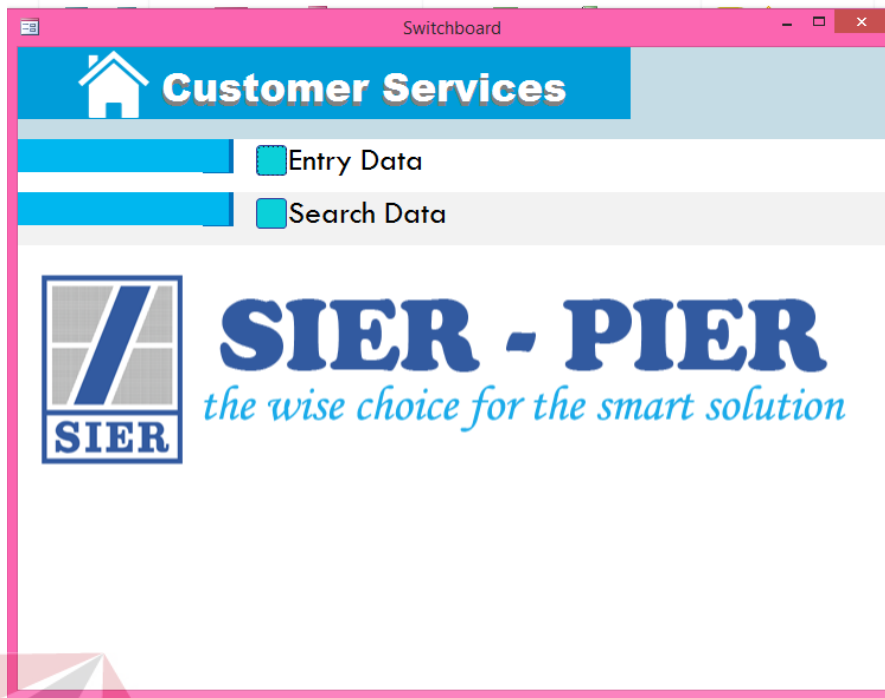 Switchboard
Customer Services
Entry Data
Search Data
SIER - PIER
the wise choice for the smart solution
SIER